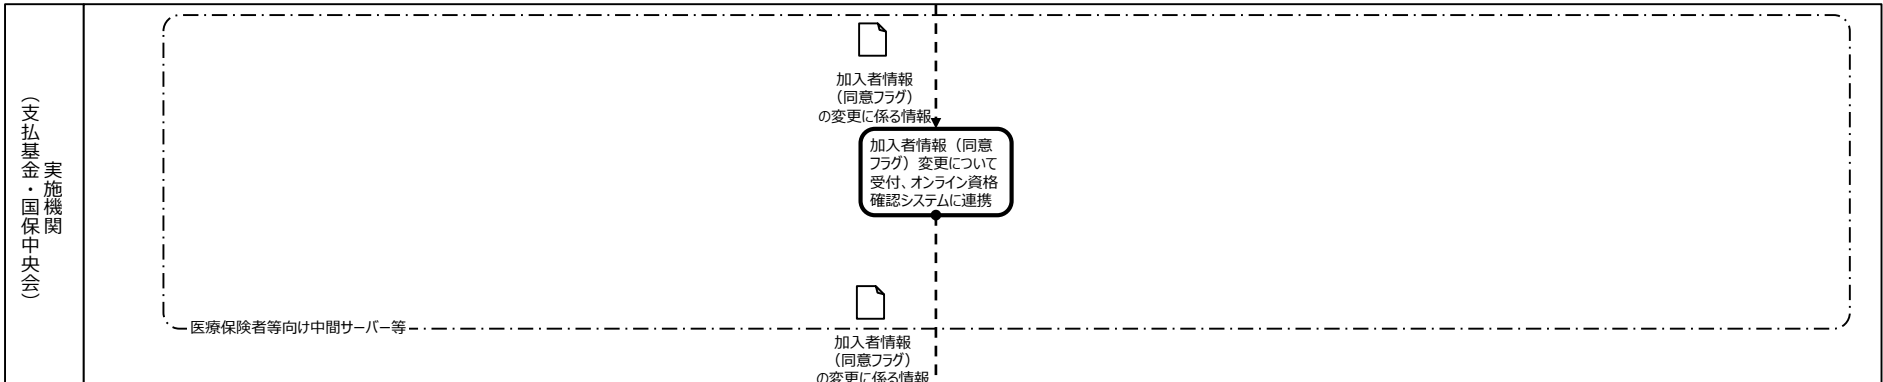 実施機関
（支払基金・国保中央会）
加入者情報
（同意フラグ）
の変更に係る情報
加入者情報（同意
フラグ）変更について
受付、オンライン資格
確認システムに連携
医療保険者等向け中間サーバー等
加入者情報
（同意フラグ）
の変更に係る情報